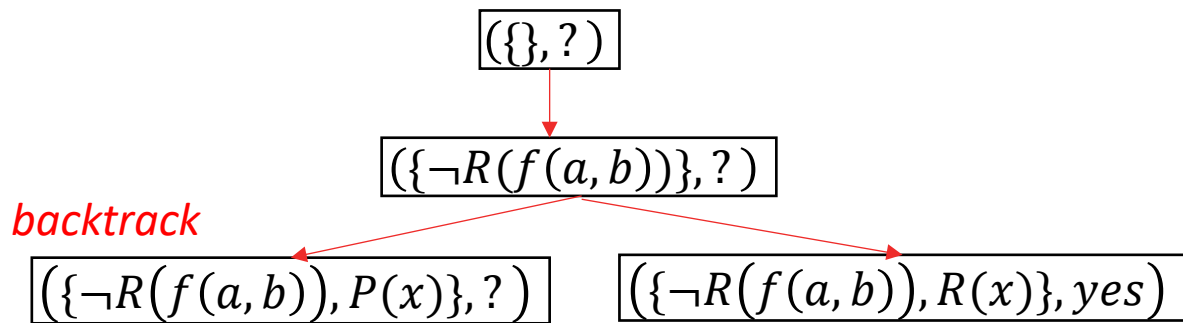 ({}, ?)
({¬R(f(a, b))}, ?)
backtrack
({¬R(f(a, b)), P(x)}, ?)
({¬R(f(a, b)), R(x)}, yes)